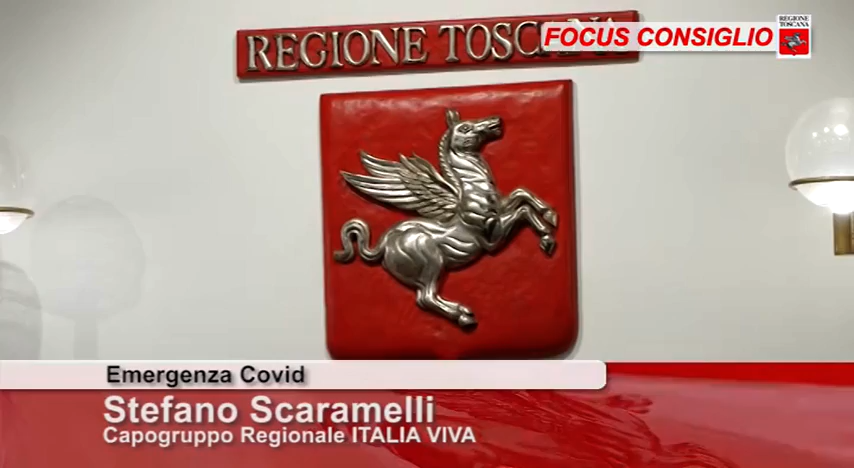 REGIONE TOSCANA
FOCUS CONSIGLIO
REGIONE
TOSCANA
Emergenza Covid
Stefano Scaramelli
Capogruppo Regionale ITALIA VIVA